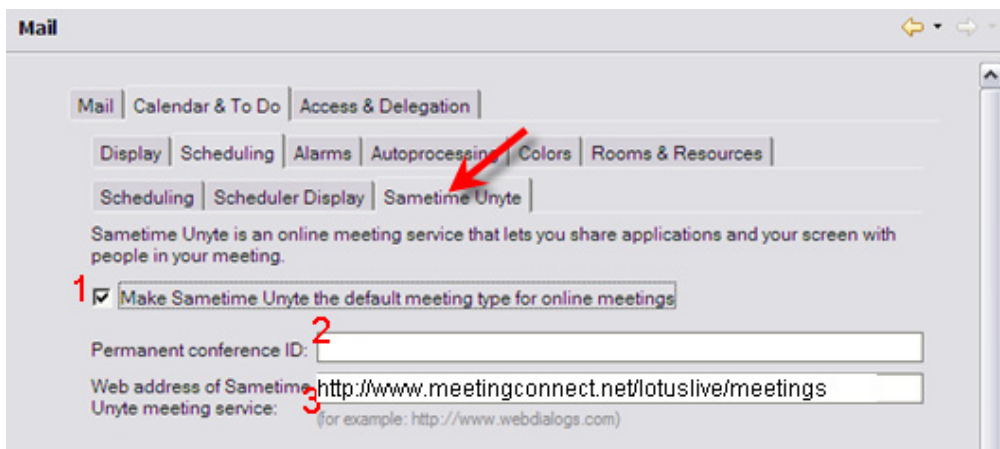 Mail
Mail Calendar & To Do Access & Delegation
Display Scheduling Alarms Autoprocessing Colors Rooms & Resources
Scheduling Scheduler Display Sametime Unyte
Sametime Unyte is an online meeting service that lets you share applications and your screen with
people in your meeting.
1 Make Sametime Unyte the default meeting type for online meetings
2
Permanent conference ID:
Web address of Sametime http://www.meetingconnect.net/lotuslive/meetings
Unyte meeting service: 3 (for example: http://www.webdialogs.com)